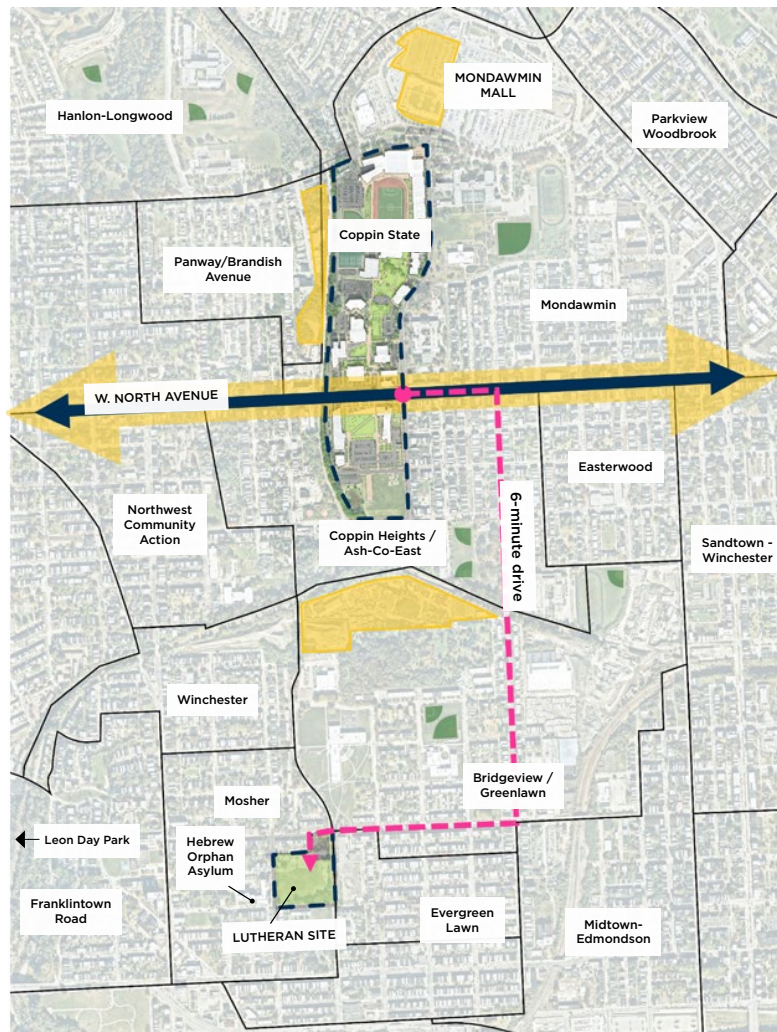 MONDAWMIN
MALL
Hanlon-Longwood
Parkview
Woodbrook
Coppin State
Panway/Brandish
Avenue
Mondawmin
W. NORTH AVENUE
Easterwood
6-minute drive
Northwest
Community
Action
Coppin Heights /
Ash-Co-East
Sandtown -
Winchester
Winchester
Bridgeview /
Greenlawn
Mosher
Leon Day Park
Hebrew
Orphan
Asylum
Franklintown
Road
Evergreen
Lawn
LUTHERAN SITE
Midtown-
Edmondson